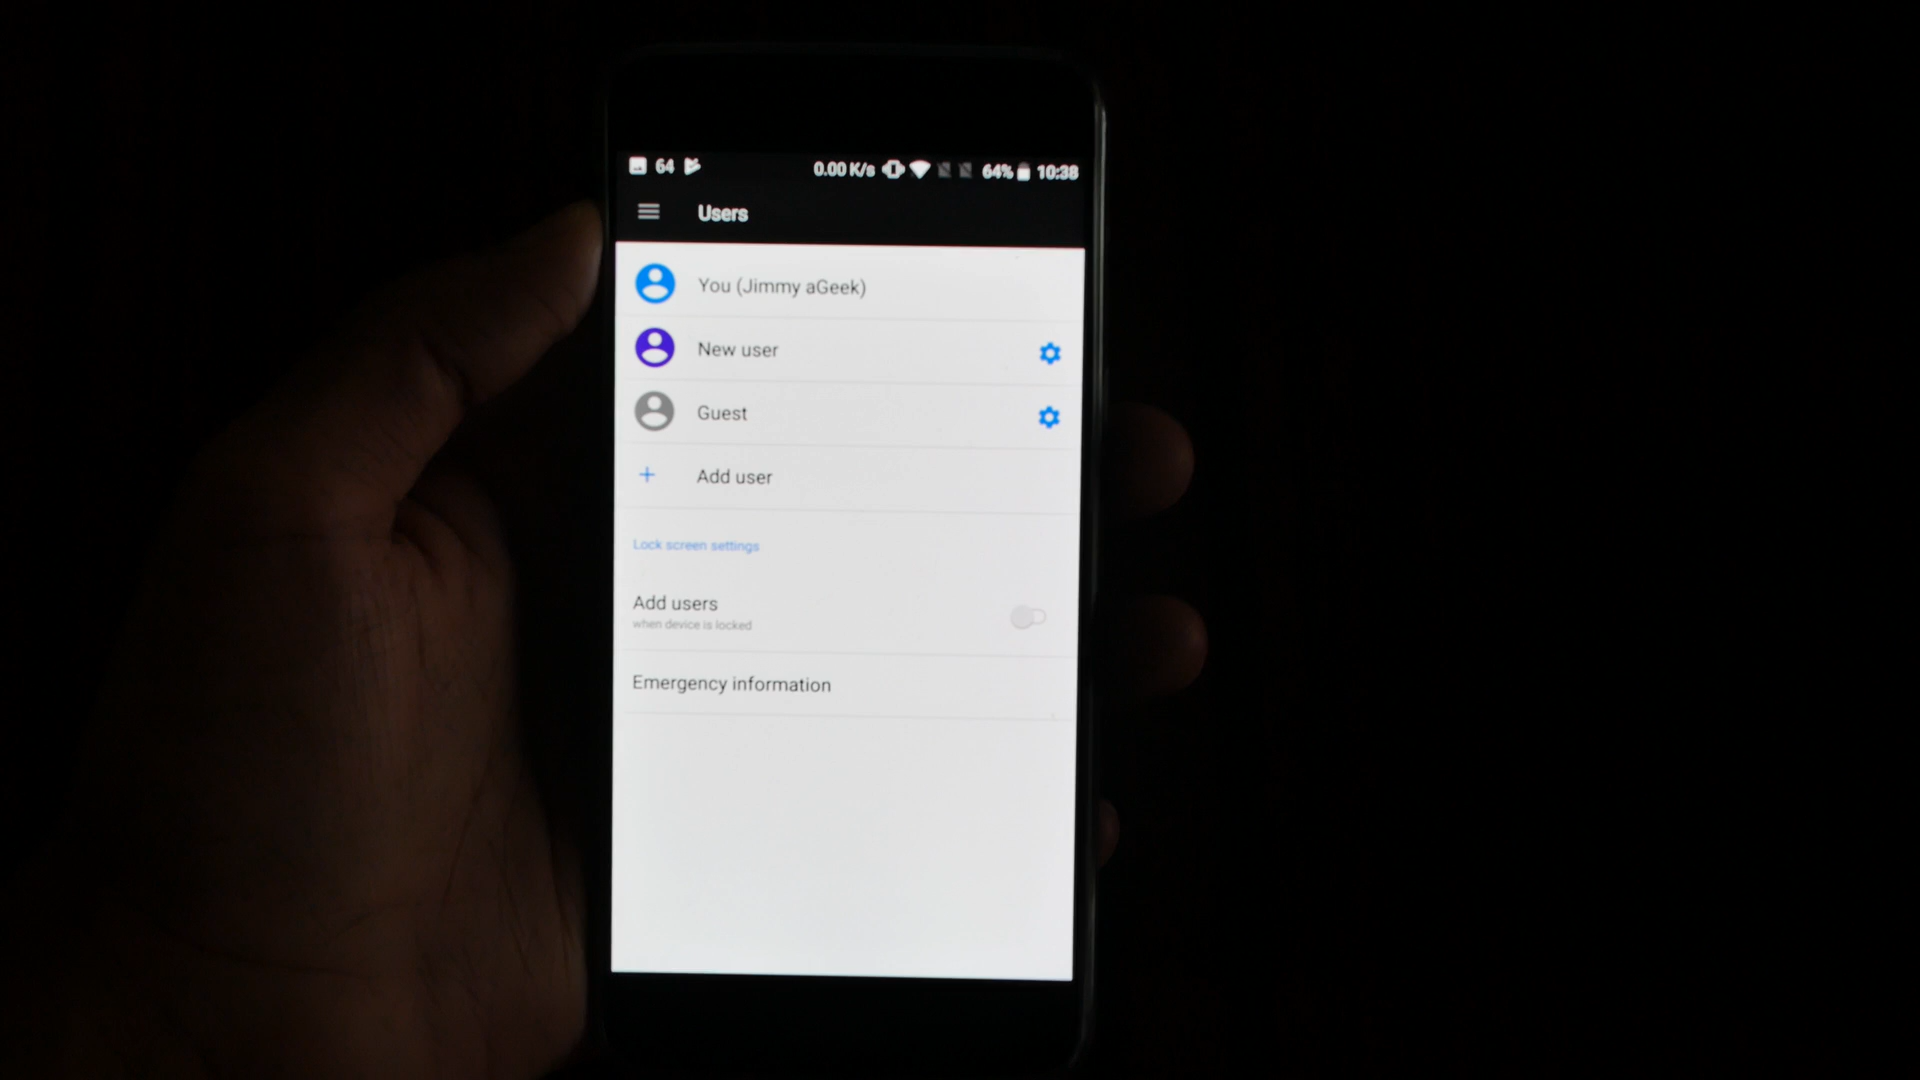 64 0.00 K/s 64% 10:38
Users
You (Jimmy aGeek)
New user
Guest
Add user
Lock screen settings
Add users
when device is locked
Emergency information